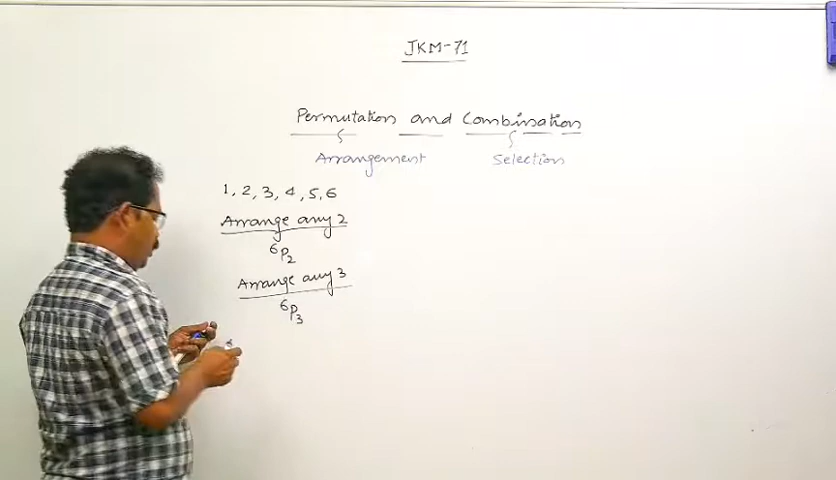 JKM-71
Permutation and Combination
Arrangement Selection
1, 2, 3, 4, 5, 6
Arrange any 2
⁶P₂
Arrange any 3
⁶P₃